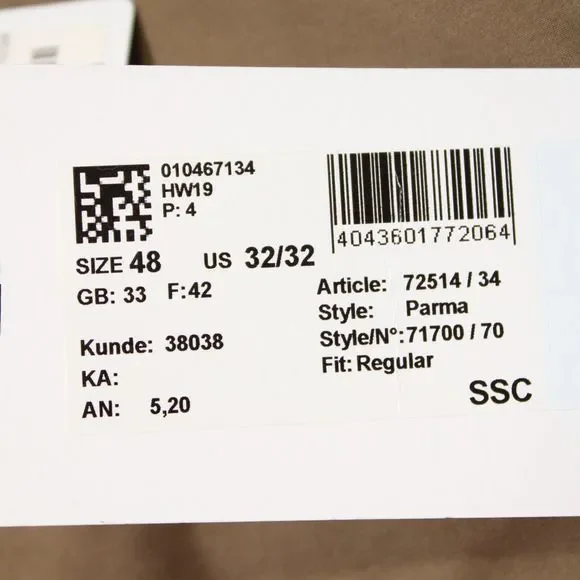 010467134
HW19
P: 4
4043601772064
SIZE 48 US 32/32
GB: 33 F:42
Article: 72514 / 34
Style: Parma
Style/N°:71700 / 70
Fit: Regular
Kunde: 38038
KA:
AN: 5,20
SSC